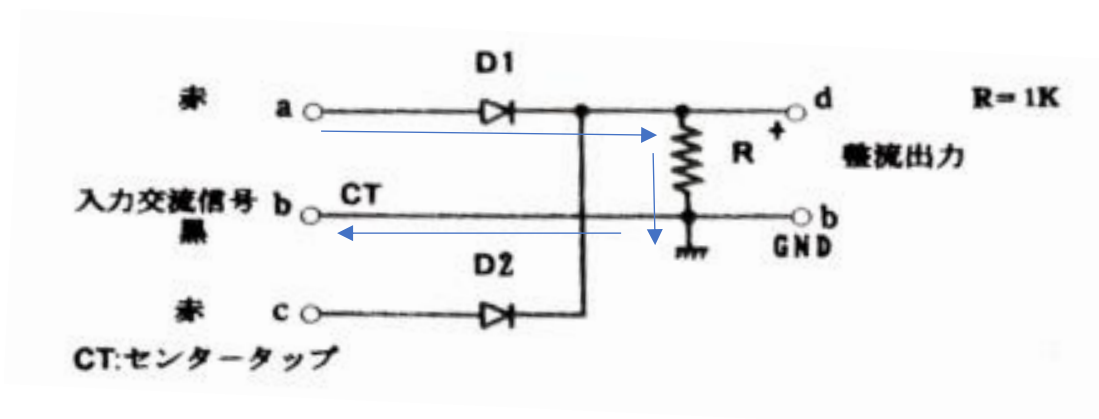 D1
赤 a d R=1K
+
R 整流出力
入力交流信号 b CT b
黒 GND
D2
赤 c
CT:センタータップ